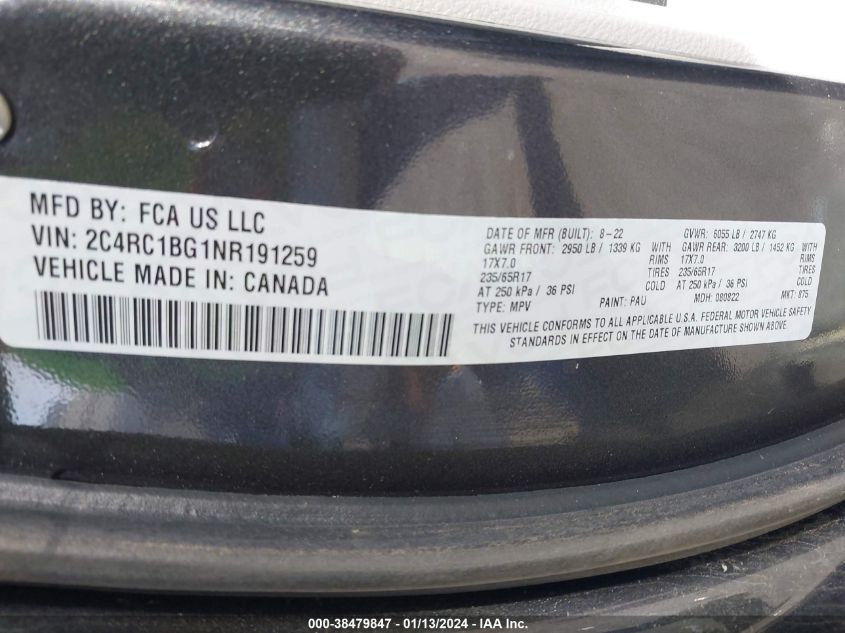 MFD BY: FCA US LLC
VIN: 2C4RC1BG1NR191259
VEHICLE MADE IN: CANADA
DATE OF MFR (BUILT): 8-22 GVWR: 6055 LB / 2747 KG
GAWR FRONT: 2950 LB / 1339 KG WITH GAWR REAR: 3200 LB / 1452 KG WITH
17X7.0 RIMS 17X7.0 RIMS
235/65R17 TIRES 235/65R17 TIRES
AT 250 kPa / 36 PSI COLD AT 250 kPa / 36 PSI COLD
TYPE: MPV PAINT: PAU MDH: 080822 MKT: 875
THIS VEHICLE CONFORMS TO ALL APPLICABLE U.S.A. FEDERAL MOTOR VEHICLE SAFETY
STANDARDS IN EFFECT ON THE DATE OF MANUFACTURE SHOWN ABOVE.
000-38479847 - 01/13/2024 - IAA Inc.